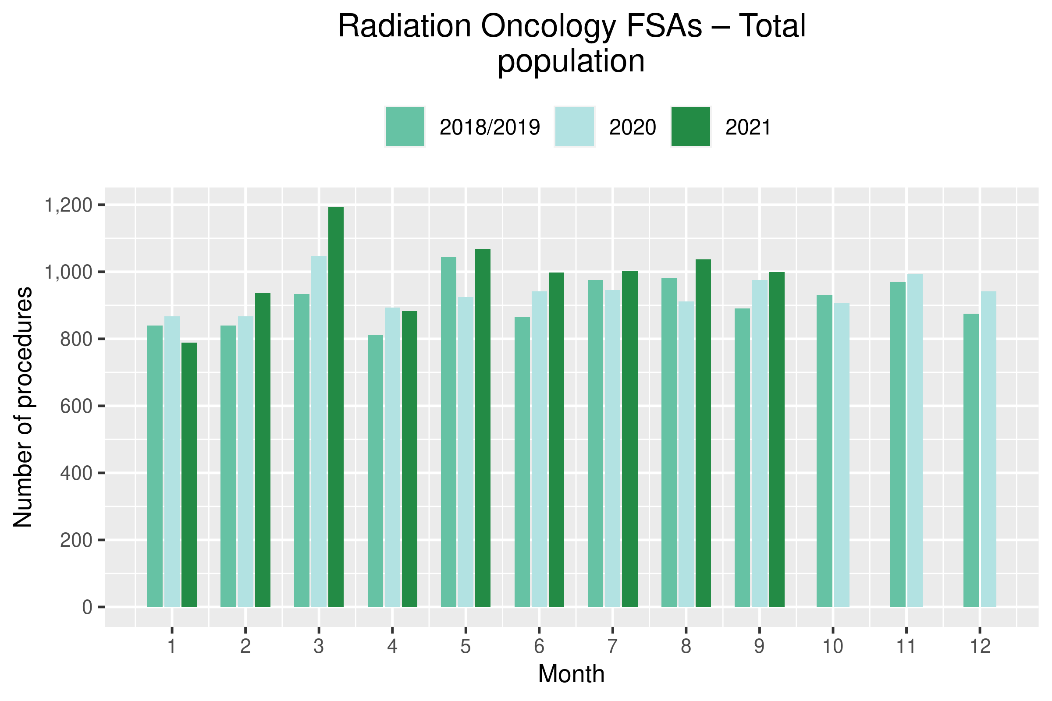 Radiation Oncology FSAs – Total
population
2018/2019 2020 2021
Number of procedures
1,200
1,000
800
600
400
200
0
1 2 3 4 5 6 7 8 9 10 11 12
Month